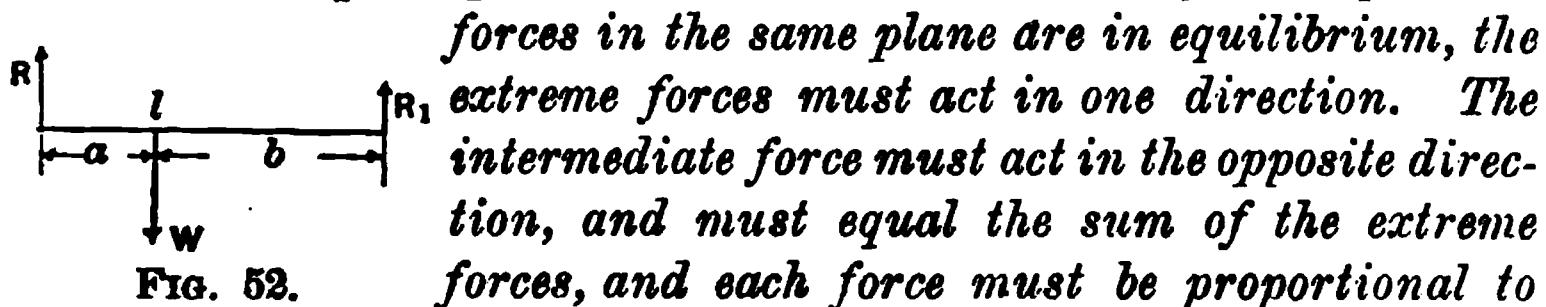 forces in the same plane are in equilibrium, the
R l R1 extreme forces must act in one direction. The
a b intermediate force must act in the opposite direc-
tion, and must equal the sum of the extreme
W
FIG. 52. forces, and each force must be proportional to